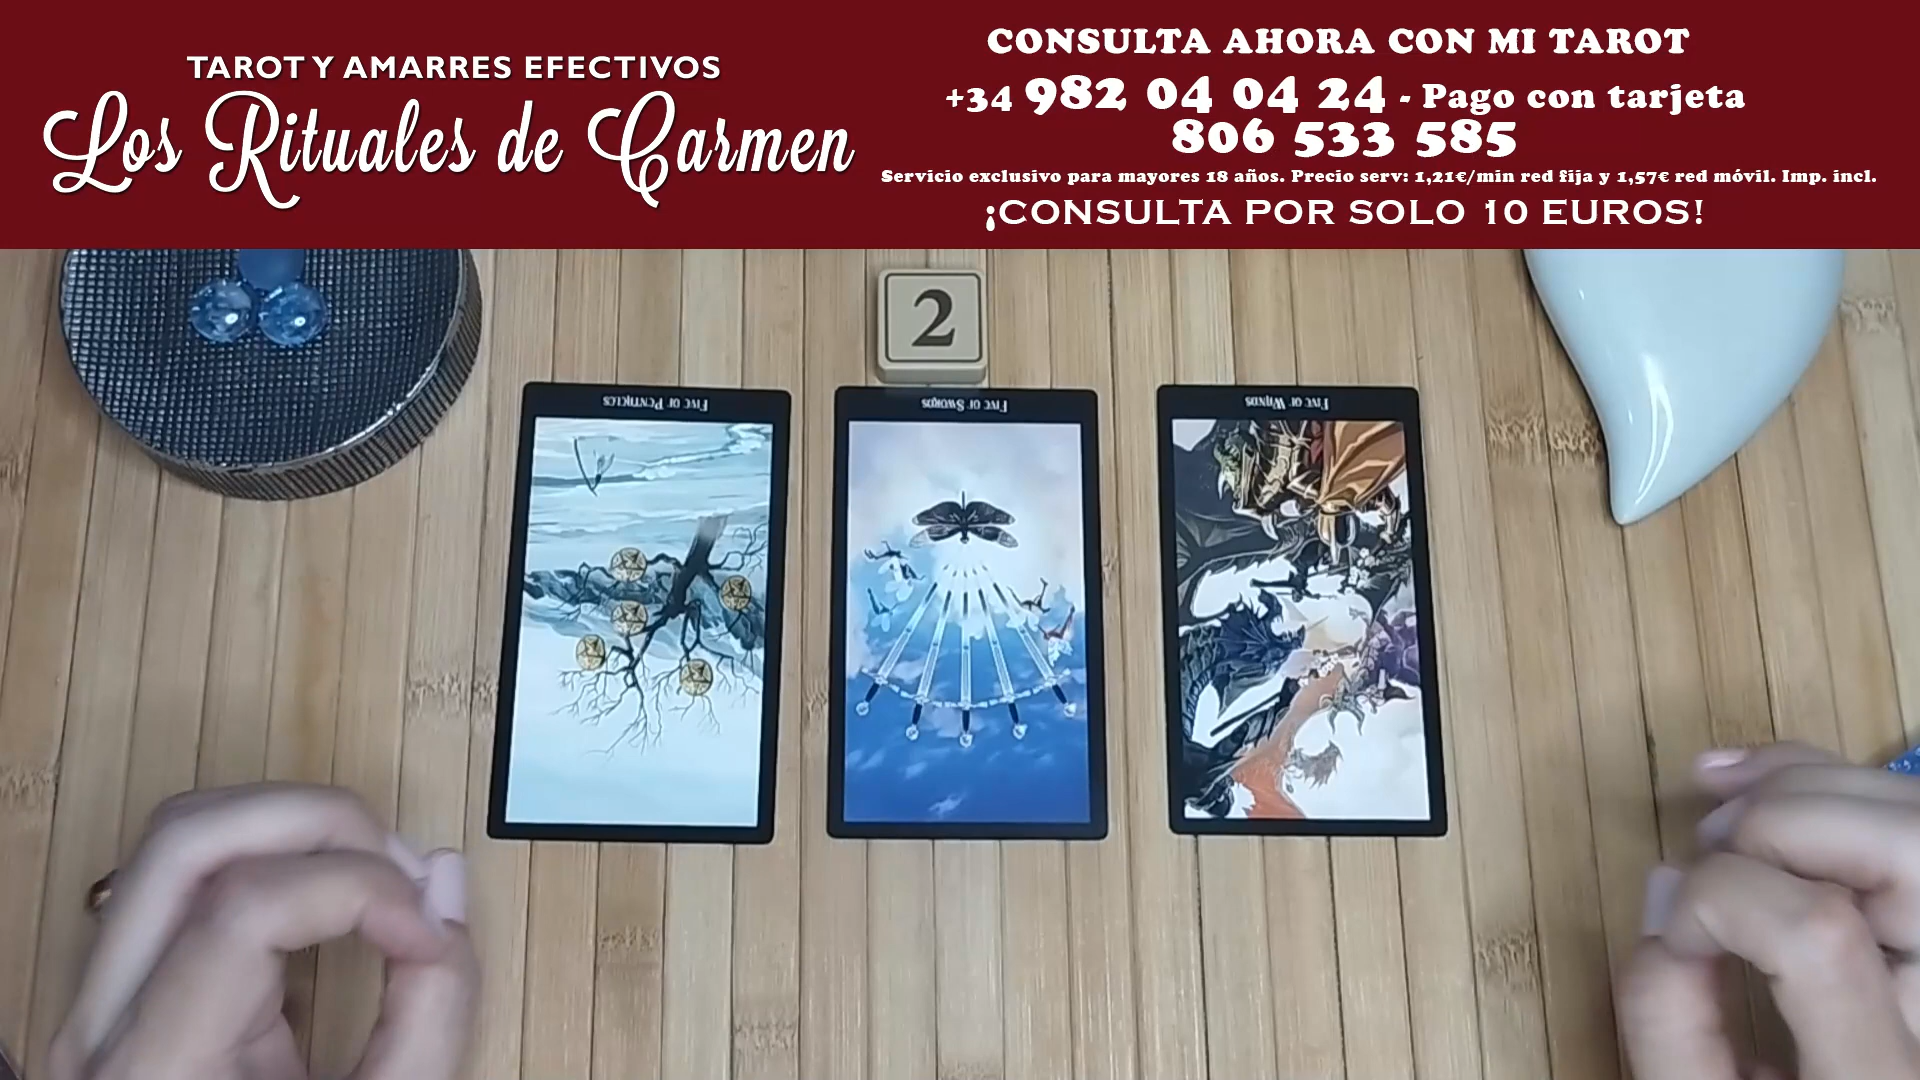 TAROT Y AMARRES EFECTIVOS
Los Rituales de Carmen
CONSULTA AHORA CON MI TAROT
+34 982 04 04 24 - Pago con tarjeta
806 533 585
Servicio exclusivo para mayores 18 años. Precio serv: 1,21€/min red fija y 1,57€ red móvil. Imp. incl.
¡CONSULTA POR SOLO 10 EUROS!
2
FIVE OF PENTACLES
FIVE OF SWORDS
FIVE OF WANDS